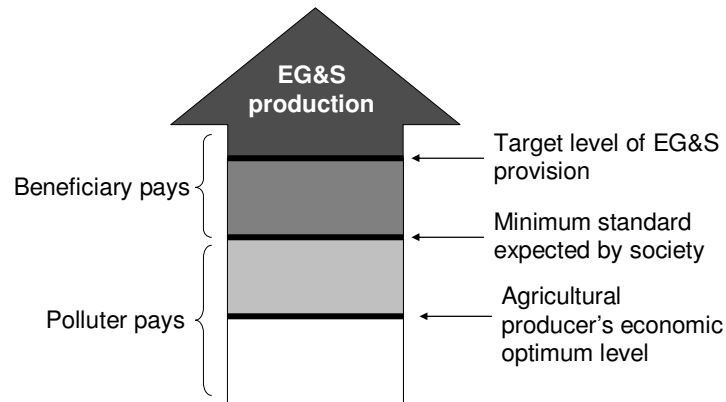 EG&S
production
Beneficiary pays
Polluter pays
Target level of EG&S
provision
Minimum standard
expected by society
Agricultural
producer’s economic
optimum level